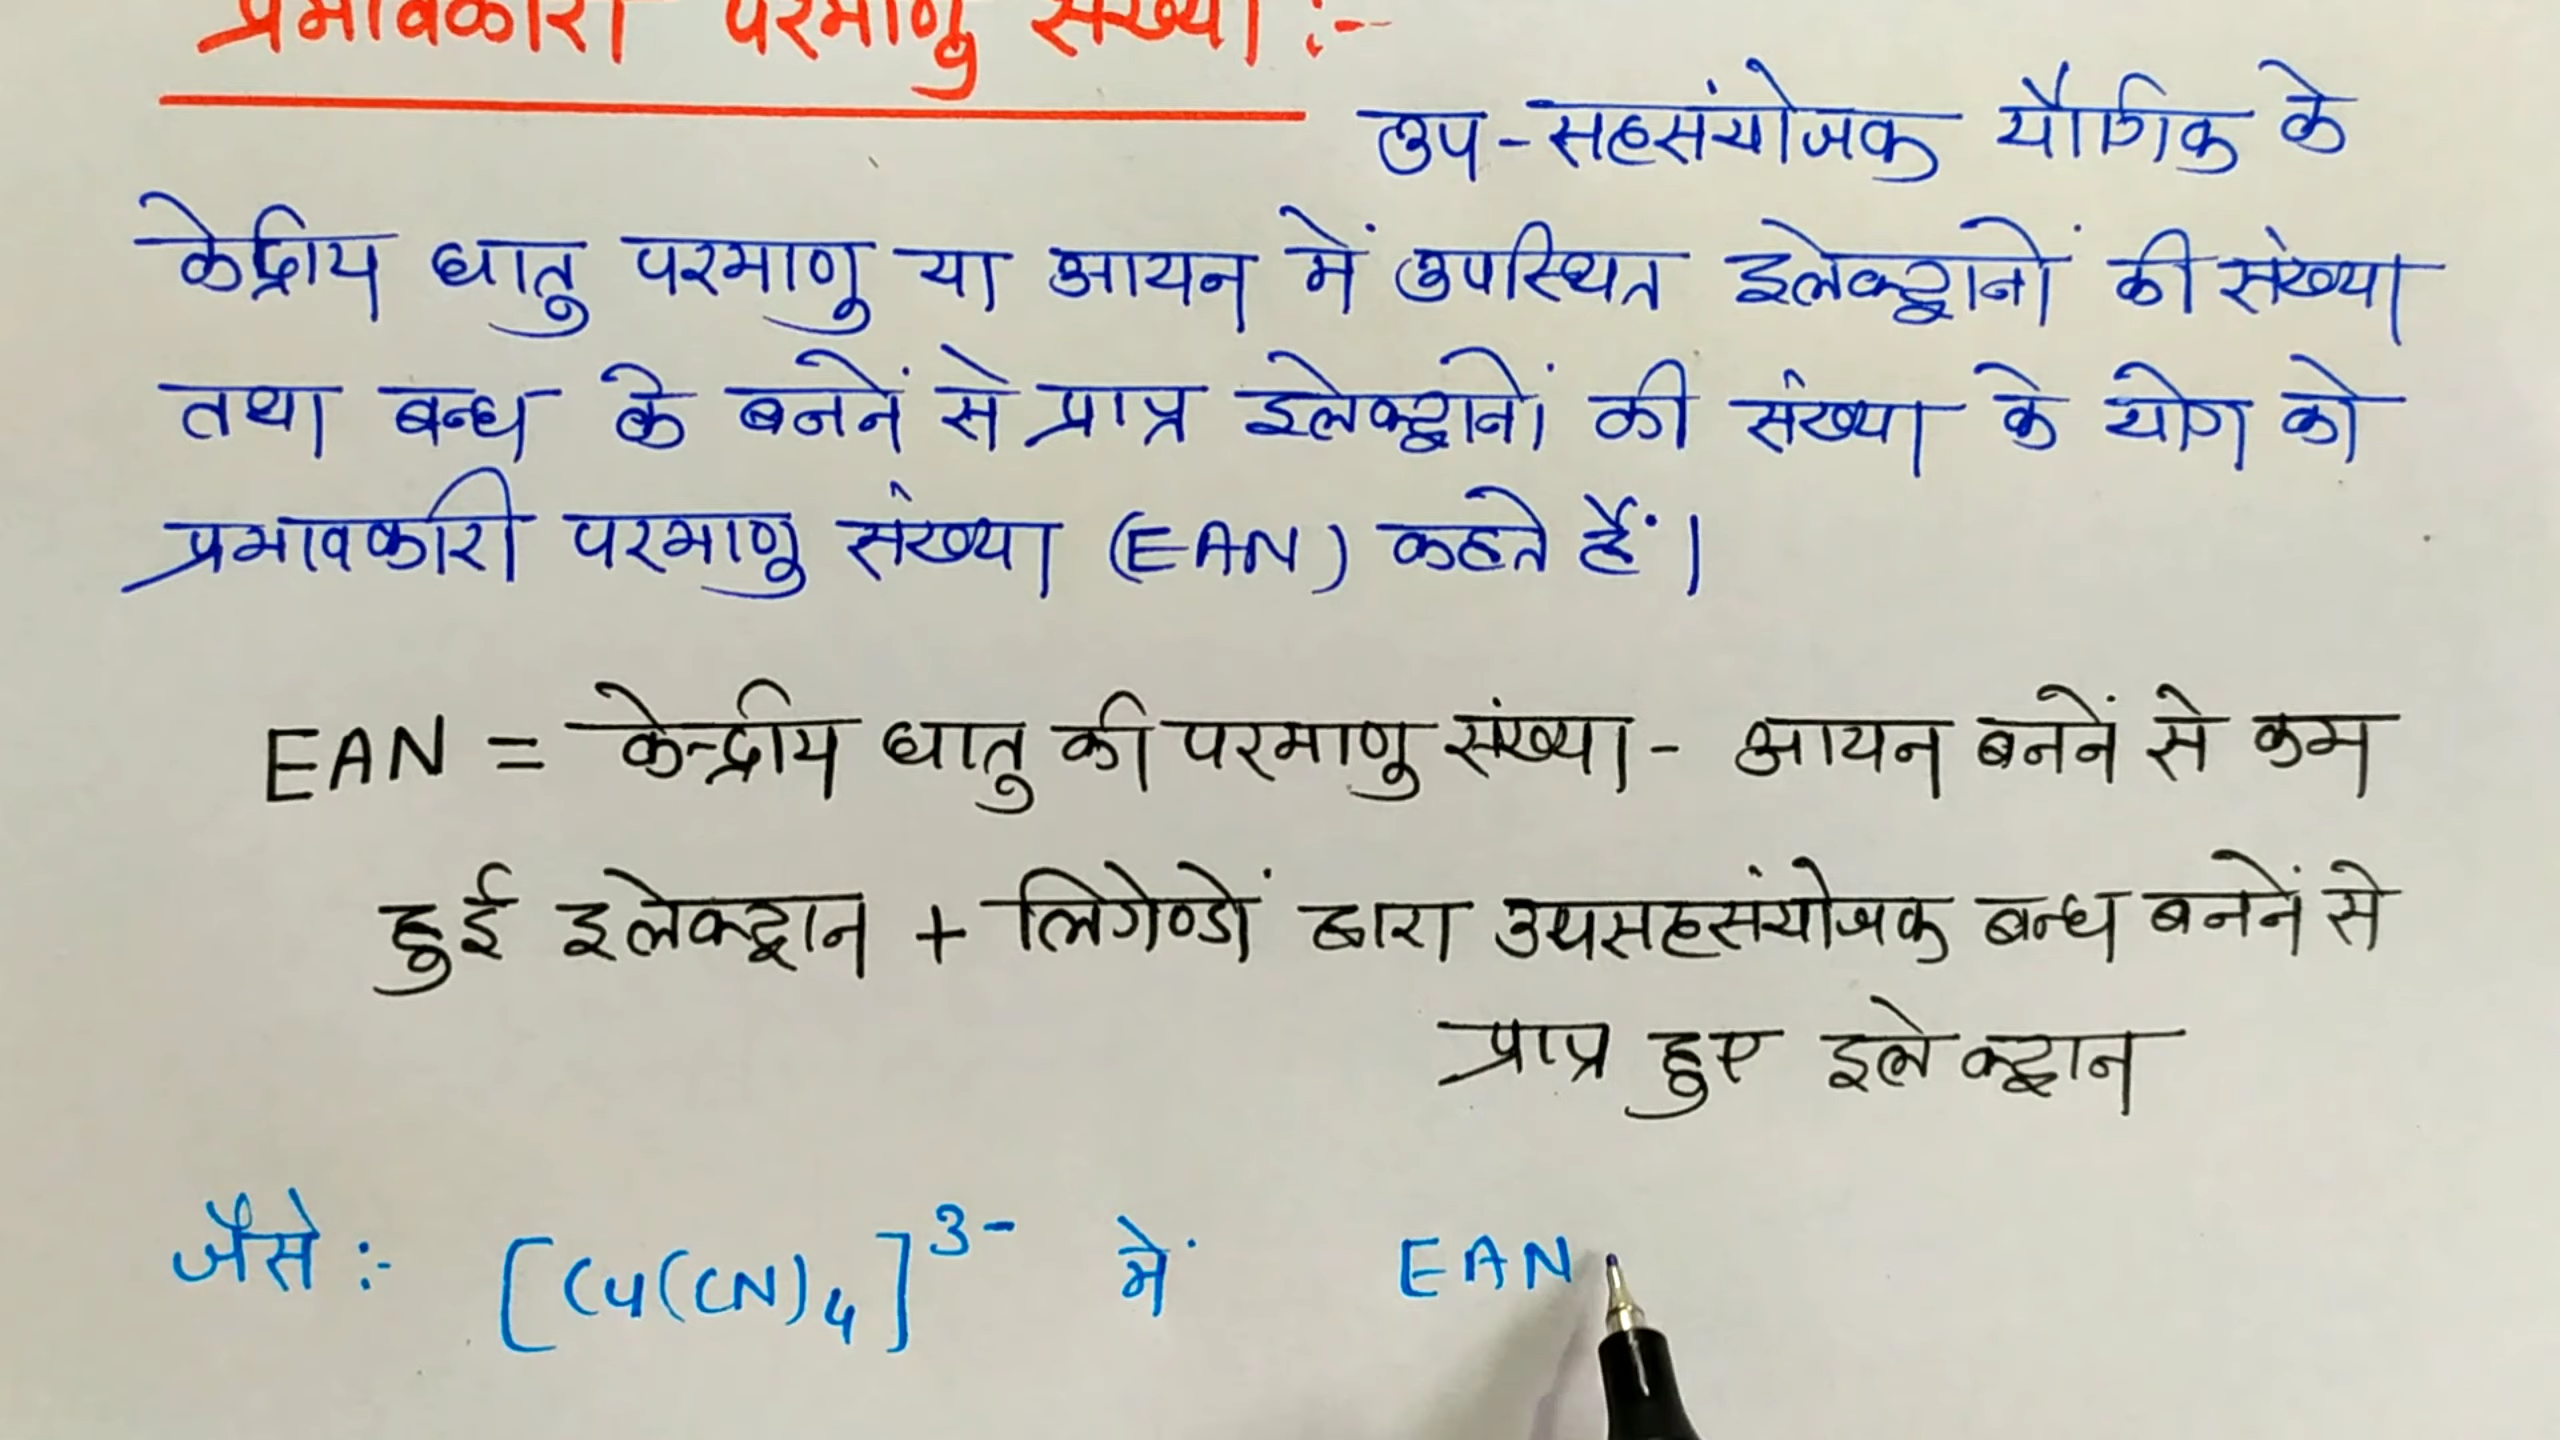 प्रभावकारी परमाणु संख्या :-
उप-सहसंयोजक यौगिक के
केद्रीय धातु परमाणु या आयन में उपस्थित इलेक्ट्रानों की संख्या
तथा बन्ध के बननें से प्राप्त इलेक्ट्रानों की संख्या के योग को
प्रभावकारी परमाणु संख्या (EAN) कहते हैं।
EAN = केन्द्रीय धातु की परमाणु संख्या - आयन बननें से कम
हुई इलेक्ट्रान + लिगेण्डों द्वारा उपसहसंयोजक बन्ध बननें से
प्राप्त हुए इलेक्ट्रान
जैसे :- [Cu(CN)4]3- में EAN